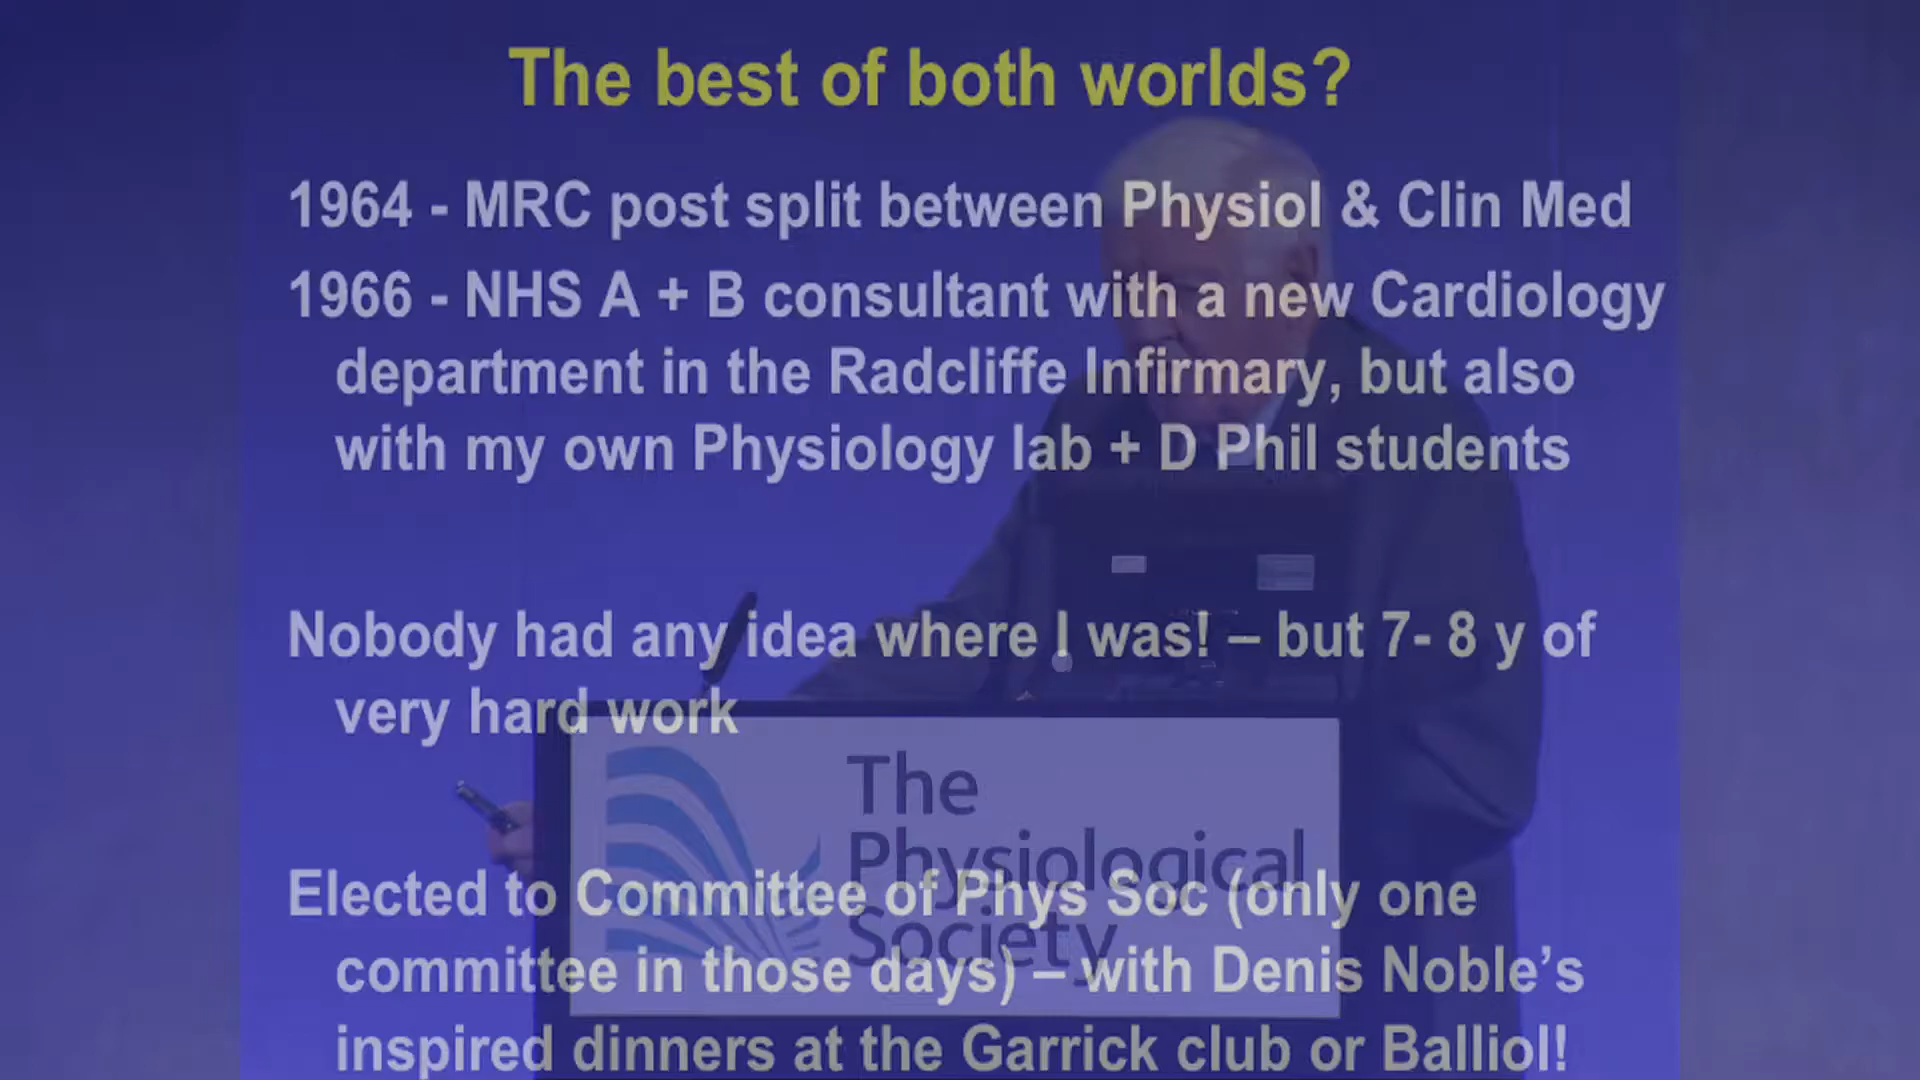 The best of both worlds?
1964 - MRC post split between Physiol & Clin Med
1966 - NHS A + B consultant with a new Cardiology
department in the Radcliffe Infirmary, but also
with my own Physiology lab + D Phil students
Nobody had any idea where I was! – but 7- 8 y of
very hard work
The
Physiological
Society
Elected to Committee of Phys Soc (only one
committee in those days) – with Denis Noble’s
inspired dinners at the Garrick club or Balliol!